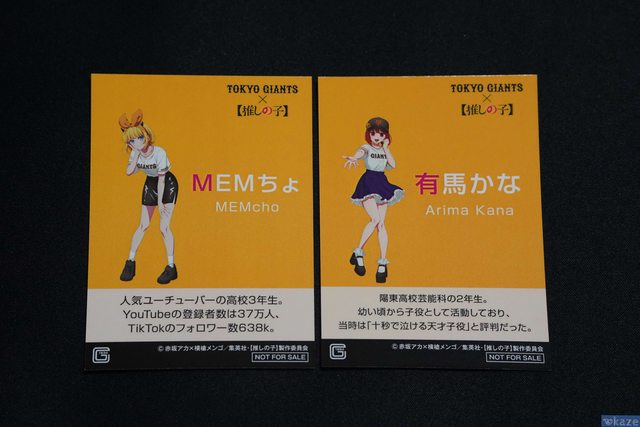 TOKYO GIANTS
×
【推しの子】
GIANTS
MEMちょ
MEMcho
人気ユーチューバーの高校3年生。
YouTubeの登録者数は37万人、
TikTokのフォロワー数638k。
© 赤坂アカ×横槍メンゴ／集英社・【推しの子】製作委員会
G
NOT FOR SALE
TOKYO GIANTS
×
【推しの子】
GIANTS
有馬かな
Arima Kana
陽東高校芸能科の2年生。
幼い頃から子役として活動しており、
当時は「十秒で泣ける天才子役」と評判だった。
© 赤坂アカ×横槍メンゴ／集英社・【推しの子】製作委員会
G
NOT FOR SALE
kaze